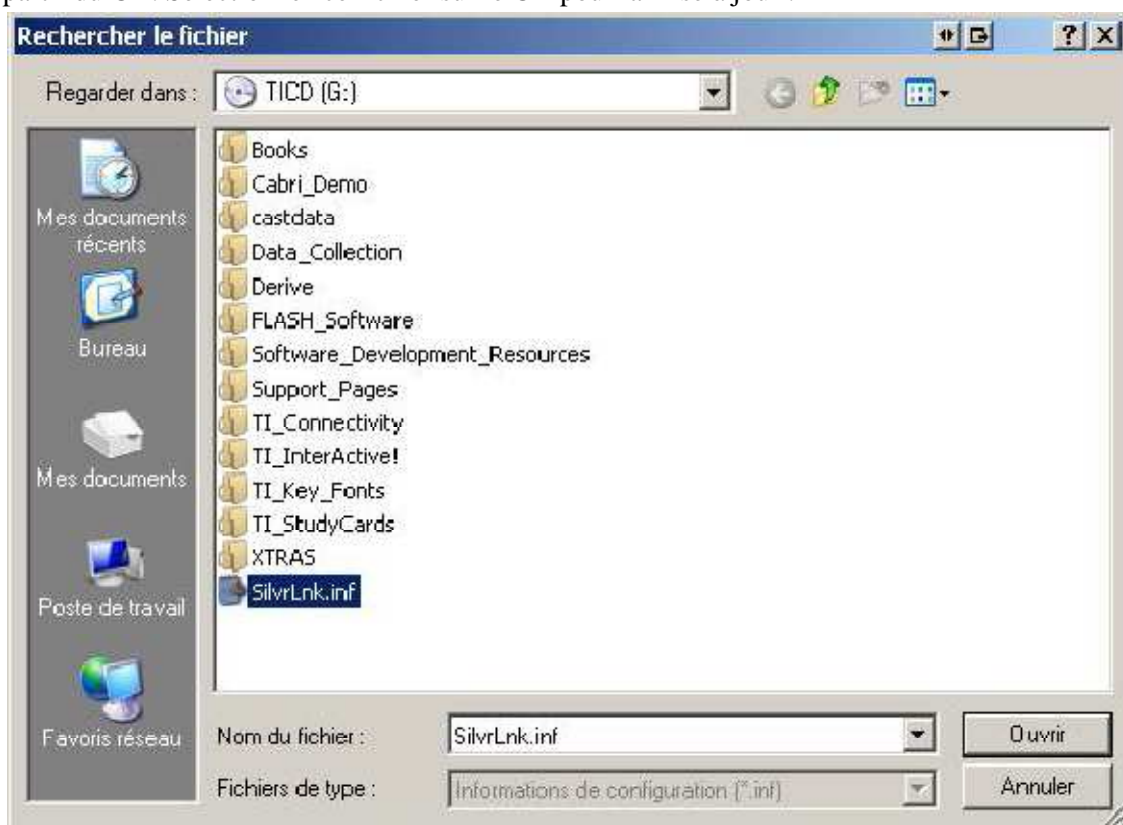 Rechercher le fichier
Regarder dans :
TICD (G:)
Mes documents
récents
Bureau
Mes documents
Poste de travail
Favoris réseau
Books
Cabri_Demo
castdata
Data_Collection
Derive
FLASH_Software
Software_Development_Resources
Support_Pages
TI_Connectivity
TI_InterActive!
TI_Key_Fonts
TI_StudyCards
XTRAS
SilvrLnk.inf
Nom du fichier :
SilvrLnk.inf
Ouvrir
Fichiers de type :
Informations de configuration (*.inf)
Annuler